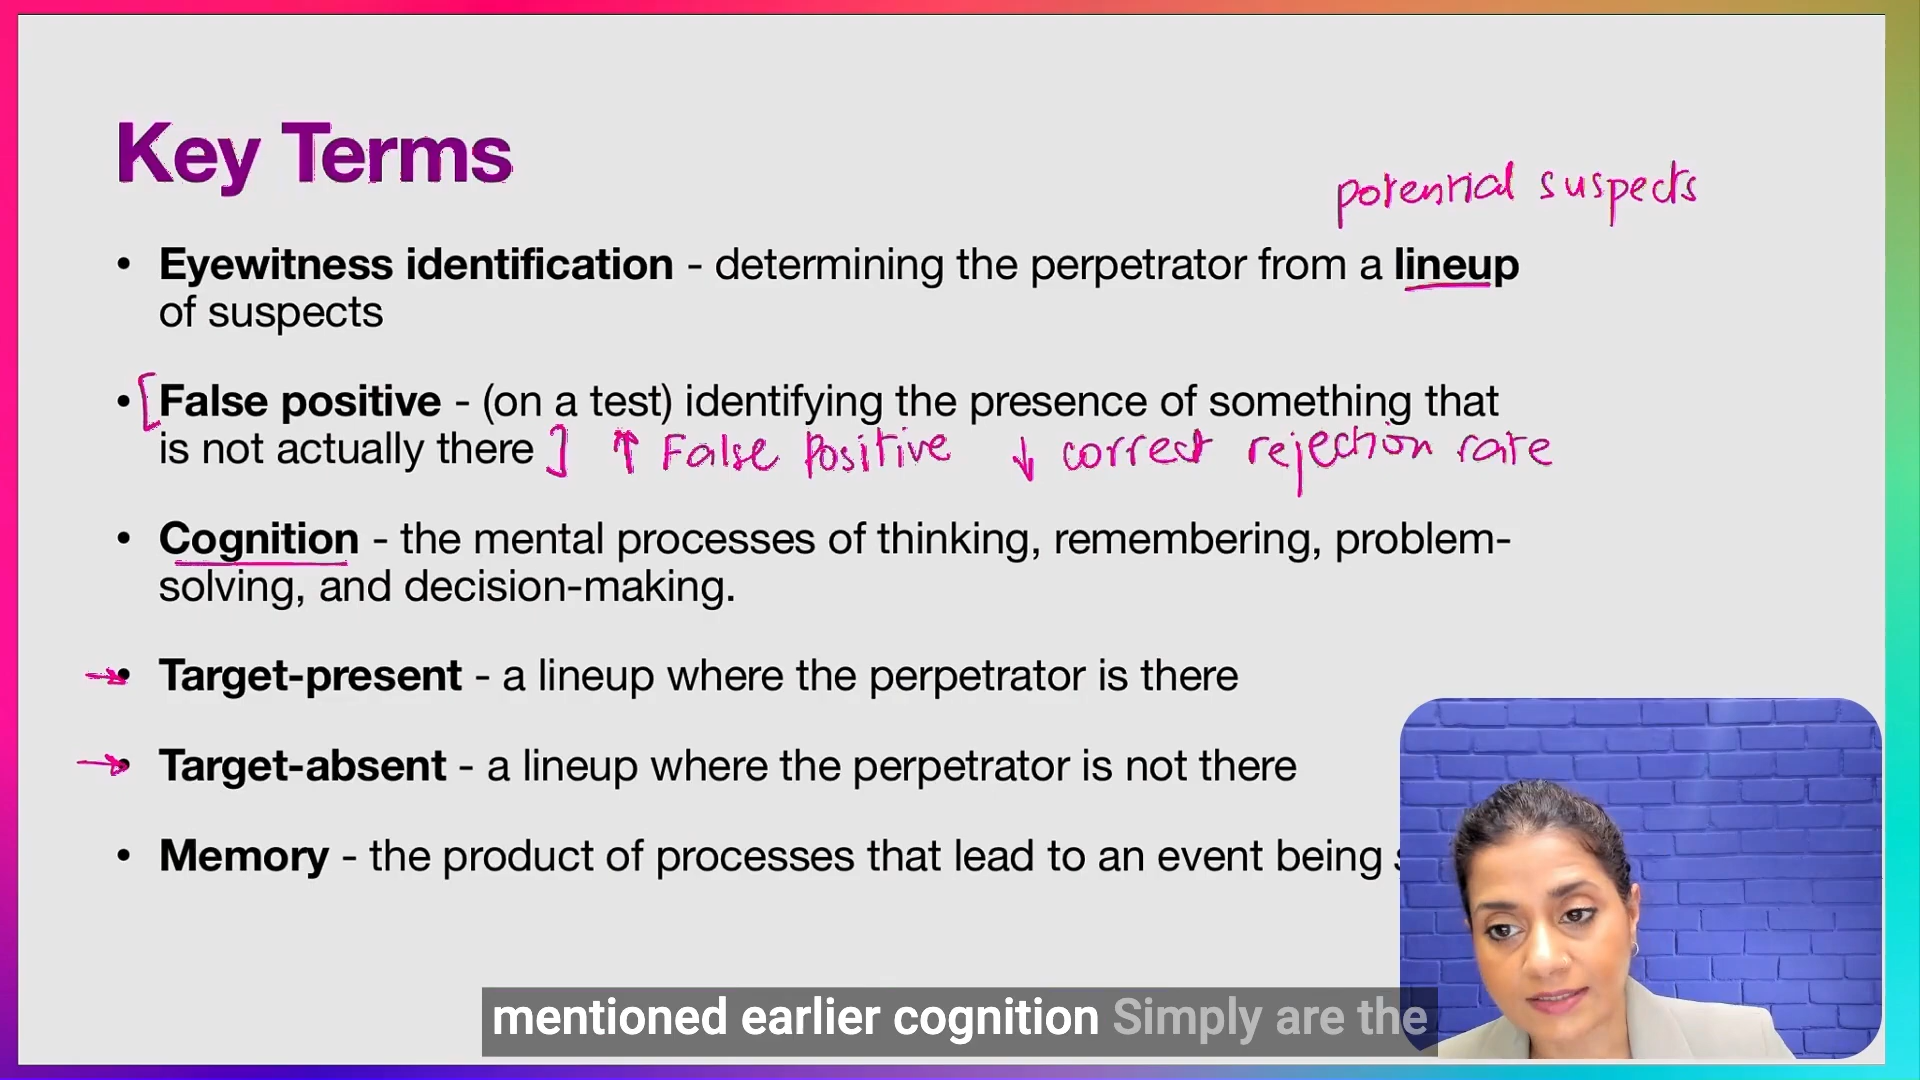 Key Terms
potential suspects
• Eyewitness identification - determining the perpetrator from a lineup
of suspects
• [False positive - (on a test) identifying the presence of something that
is not actually there ] ↑ False Positive ↓ correct rejection rate
• Cognition - the mental processes of thinking, remembering, problem-
solving, and decision-making.
→ • Target-present - a lineup where the perpetrator is there
→ • Target-absent - a lineup where the perpetrator is not there
• Memory - the product of processes that lead to an event being
mentioned earlier cognition Simply are the